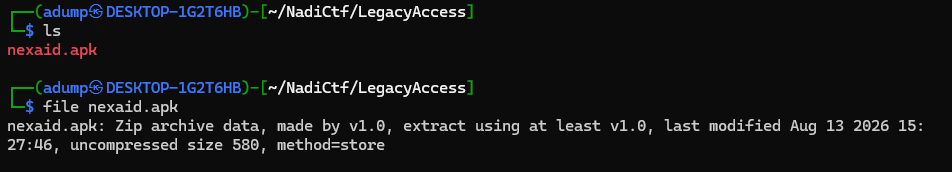 ┌──(adump㉿DESKTOP-1G2T6HB)-[~/NadiCtf/LegacyAccess]
└─$ ls
nexaid.apk
┌──(adump㉿DESKTOP-1G2T6HB)-[~/NadiCtf/LegacyAccess]
└─$ file nexaid.apk
nexaid.apk: Zip archive data, made by v1.0, extract using at least v1.0, last modified Aug 13 2026 15:
27:46, uncompressed size 580, method=store